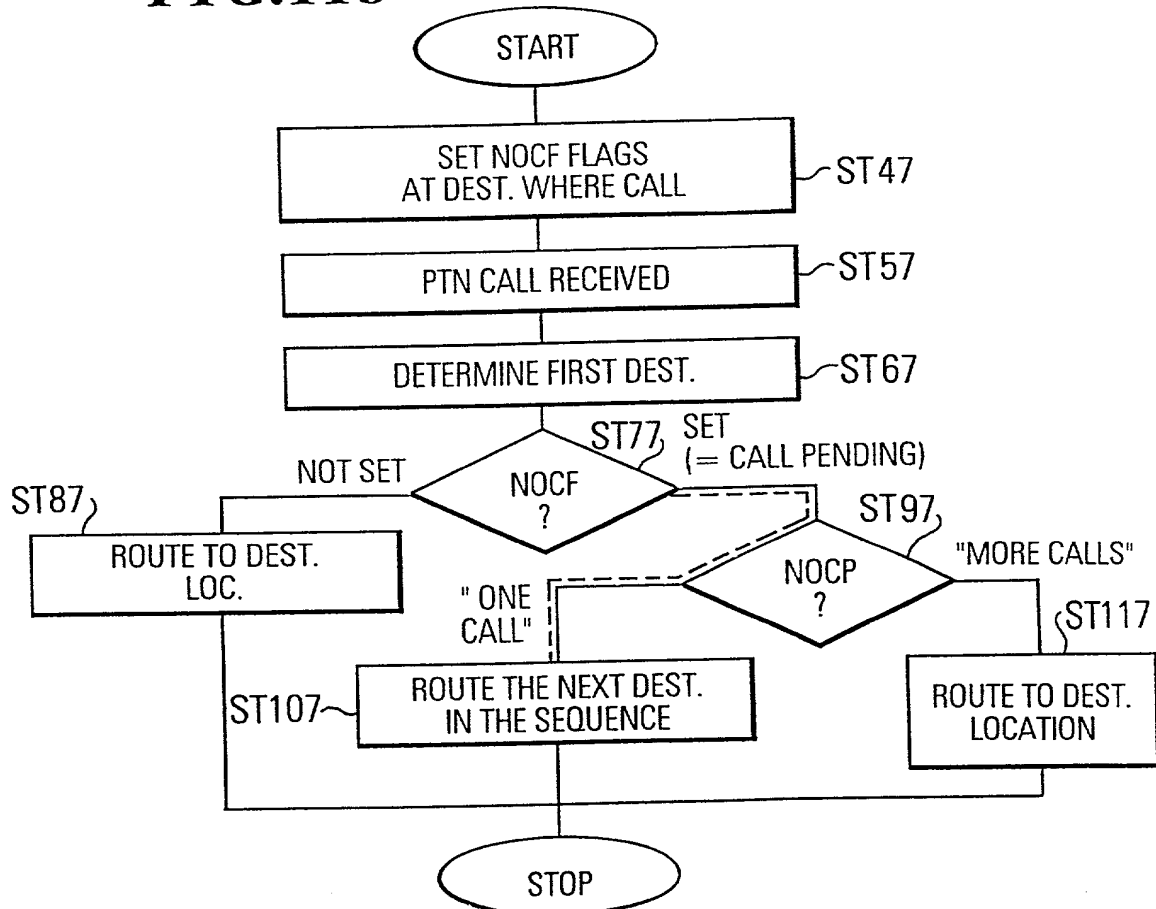 START
SET NOCF FLAGS
AT DEST. WHERE CALL
ST47
PTN CALL RECEIVED
ST57
DETERMINE FIRST DEST.
ST67
ST77
SET
(= CALL PENDING)
NOT SET
NOCF
?
ST87
ROUTE TO DEST.
LOC.
ST97
NOCP
?
"MORE CALLS"
" ONE
CALL"
ST117
ST107
ROUTE THE NEXT DEST.
IN THE SEQUENCE
ROUTE TO DEST.
LOCATION
STOP